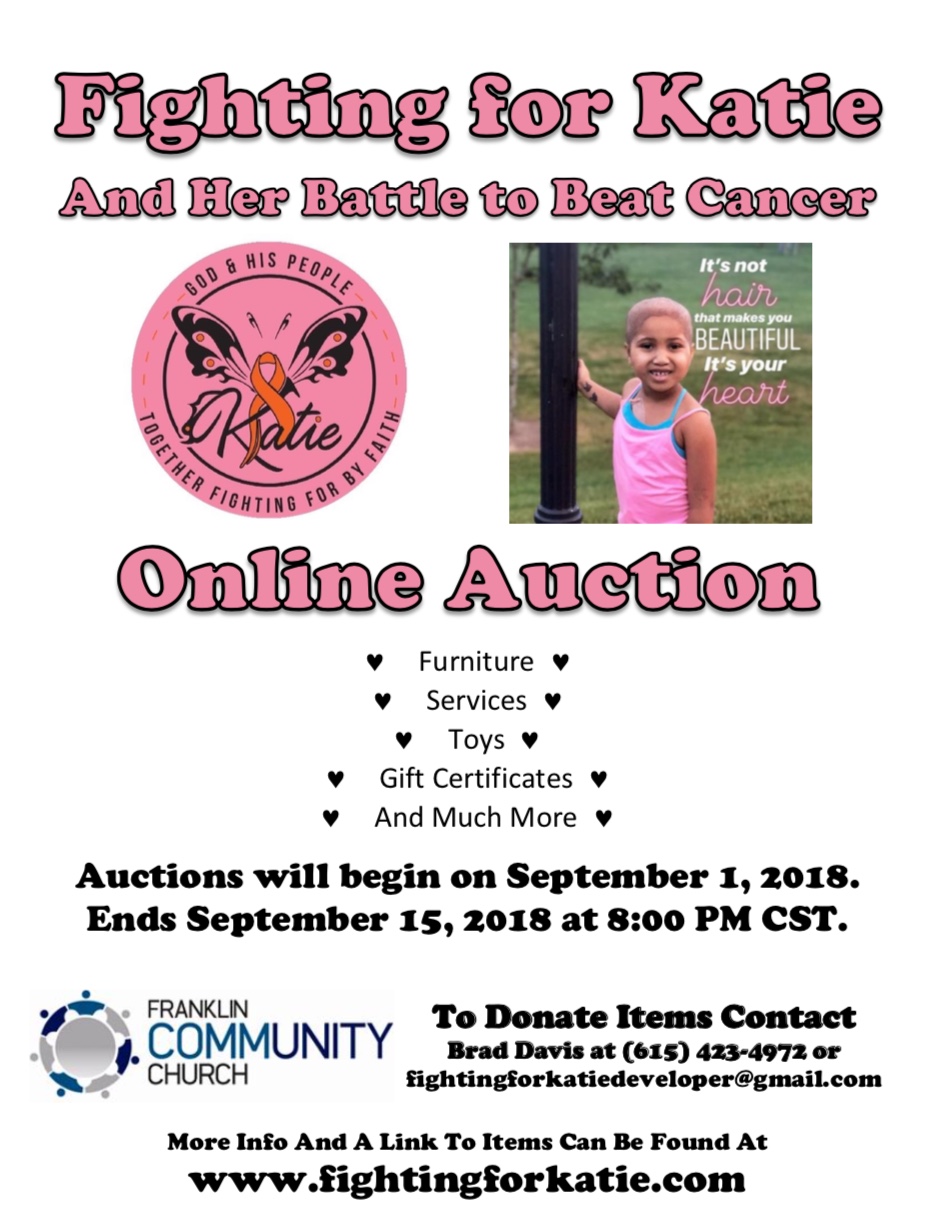 Fighting for Katie
And Her Battle to Beat Cancer
GOD & HIS PEOPLE
Katie
TOGETHER FIGHTING FOR BY FAITH
It's not
hair
that makes you
BEAUTIFUL
It's your
heart
Online Auction
♥ Furniture ♥
♥ Services ♥
♥ Toys ♥
♥ Gift Certificates ♥
♥ And Much More ♥
Auctions will begin on September 1, 2018.
Ends September 15, 2018 at 8:00 PM CST.
FRANKLIN
COMMUNITY
CHURCH
To Donate Items Contact
Brad Davis at (615) 423-4972 or
fightingforkatiedeveloper@gmail.com
More Info And A Link To Items Can Be Found At
www.fightingforkatie.com